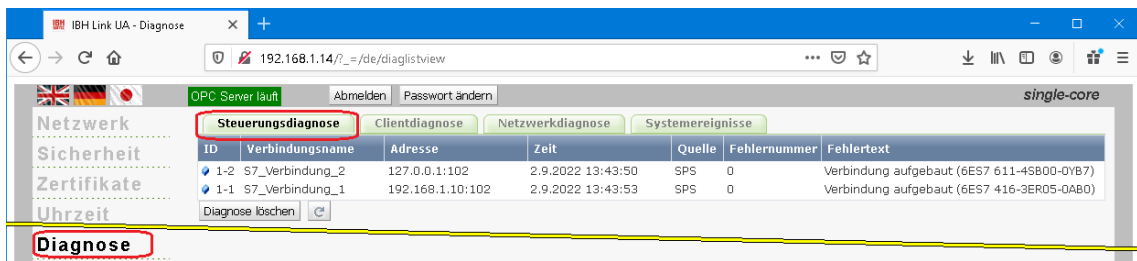 IBH Link UA - Diagnose
192.168.1.14/?_=/de/diaglistview
OPC Server läuft Abmelden Passwort ändern single-core
Netzwerk
Sicherheit
Zertifikate
Uhrzeit
Diagnose
Steuerungsdiagnose Clientdiagnose Netzwerkdiagnose Systemereignisse
ID Verbindungsname Adresse Zeit Quelle Fehlernummer Fehlertext
1-2 S7_Verbindung_2 127.0.0.1:102 2.9.2022 13:43:50 SPS 0 Verbindung aufgebaut (6ES7 611-4SB00-0YB7)
1-1 S7_Verbindung_1 192.168.1.10:102 2.9.2022 13:43:53 SPS 0 Verbindung aufgebaut (6ES7 416-3ER05-0AB0)
Diagnose löschen